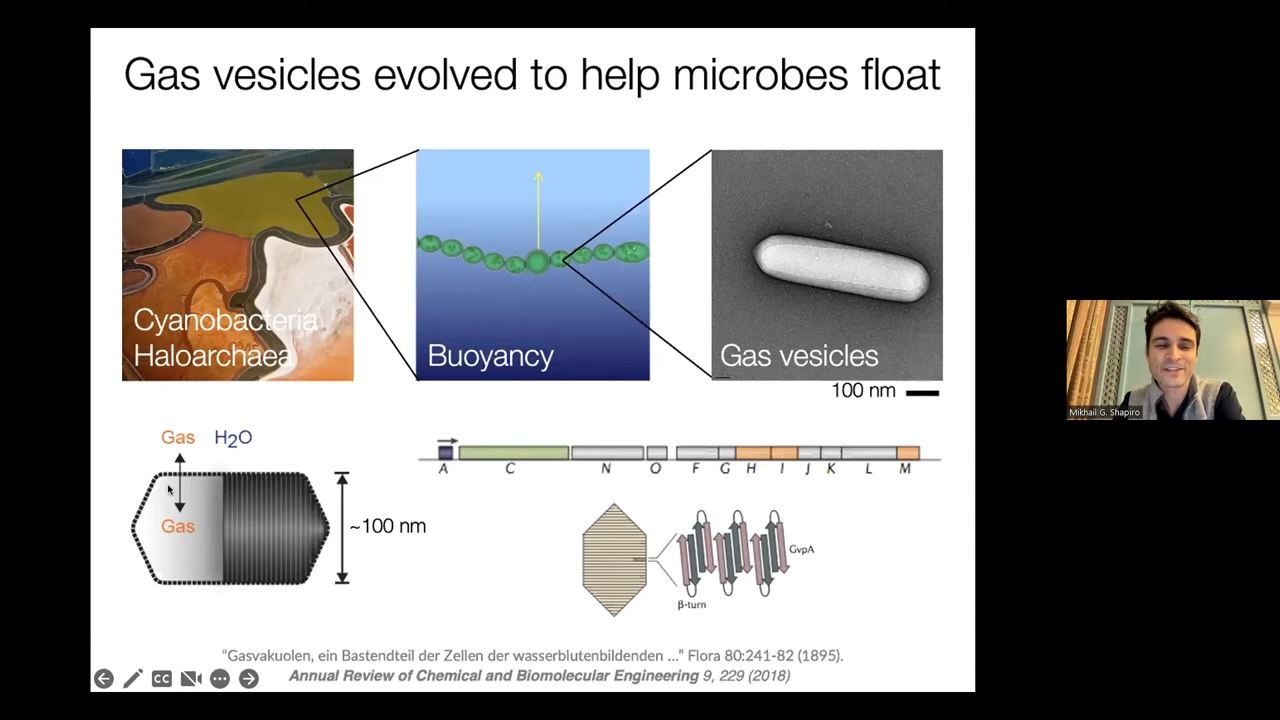 Gas vesicles evolved to help microbes float
Cyanobacteria
Haloarchaea
Buoyancy
Gas vesicles
100 nm
Mikhail G. Shapiro
Gas H2O
Gas
~100 nm
A C N O F G H I J K L M
GvpA
β-turn
“Gasvakuolen, ein Bastendteil der Zellen der wasserblutenbildenden ...” Flora 80:241-82 (1895).
CC
Annual Review of Chemical and Biomolecular Engineering 9, 229 (2018)